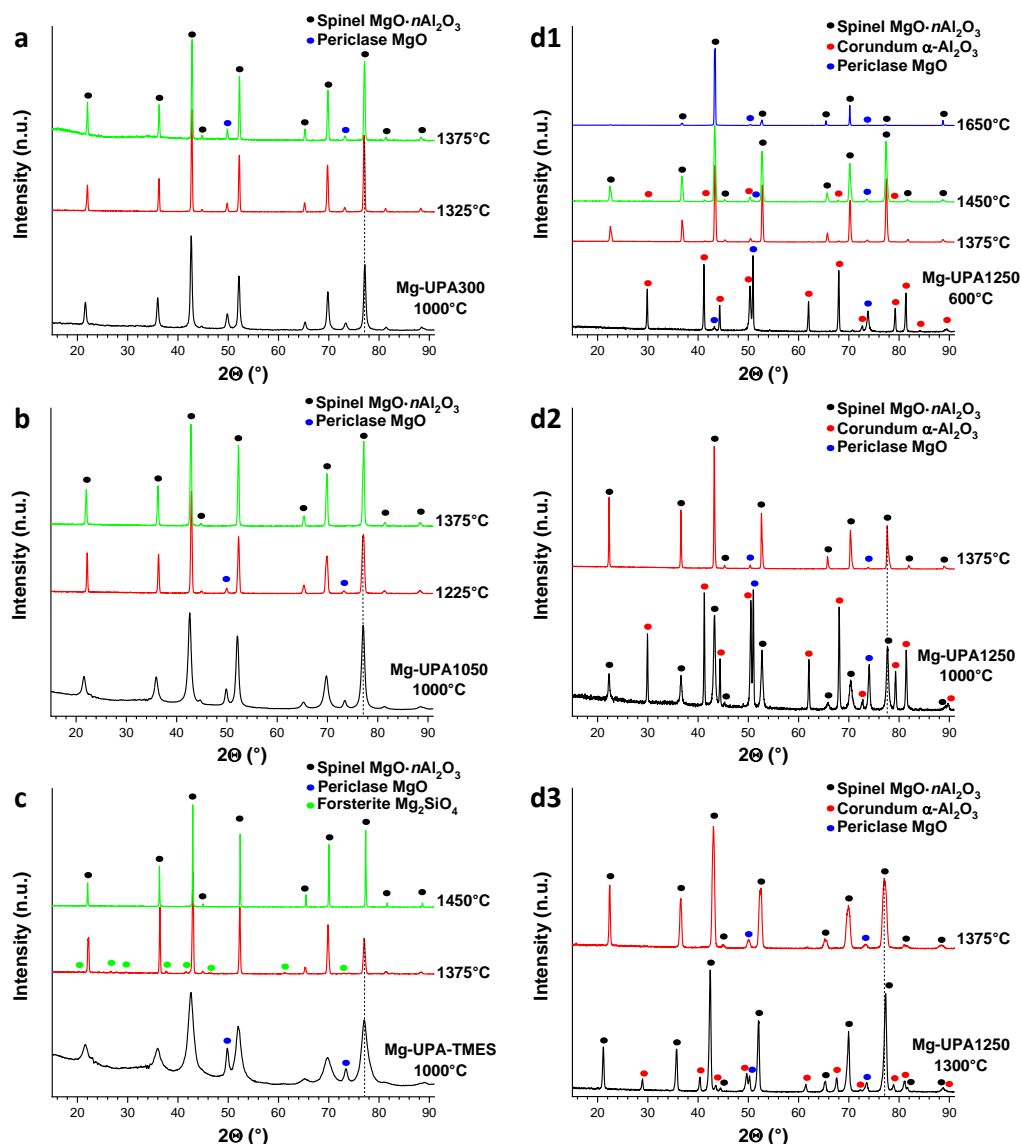 a
Spinel MgO·nAl₂O₃
Periclase MgO
1375°C
1325°C
Mg-UPA300
1000°C
Intensity (n.u.)
20 30 40 50 60 70 80 90
2Θ (°)
b
Spinel MgO·nAl₂O₃
Periclase MgO
1375°C
1225°C
Mg-UPA1050
1000°C
Intensity (n.u.)
20 30 40 50 60 70 80 90
2Θ (°)
c
Spinel MgO·nAl₂O₃
Periclase MgO
Forsterite Mg₂SiO₄
1450°C
1375°C
Mg-UPA-TMES
1000°C
Intensity (n.u.)
20 30 40 50 60 70 80 90
2Θ (°)
d1
Spinel MgO·nAl₂O₃
Corundum α-Al₂O₃
Periclase MgO
1650°C
1450°C
1375°C
Mg-UPA1250
600°C
Intensity (n.u.)
20 30 40 50 60 70 80 90
2Θ (°)
d2
Spinel MgO·nAl₂O₃
Corundum α-Al₂O₃
Periclase MgO
1375°C
Mg-UPA1250
1000°C
Intensity (n.u.)
20 30 40 50 60 70 80 90
2Θ (°)
d3
Spinel MgO·nAl₂O₃
Corundum α-Al₂O₃
Periclase MgO
1375°C
Mg-UPA1250
1300°C
Intensity (n.u.)
20 30 40 50 60 70 80 90
2Θ (°)